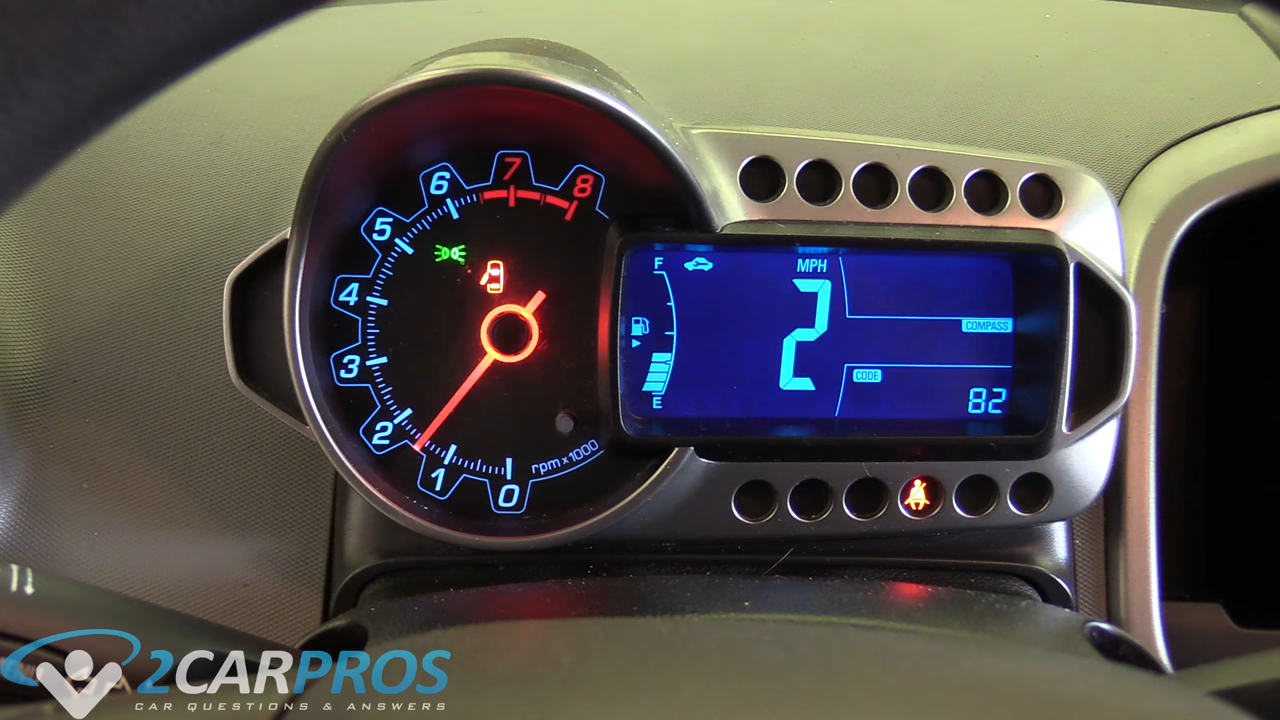 7
6
8
5
4
3
2
1
0
rpm x 1000
F
MPH
2
COMPASS
CODE
E
82
2CARPROS
CAR QUESTIONS & ANSWERS